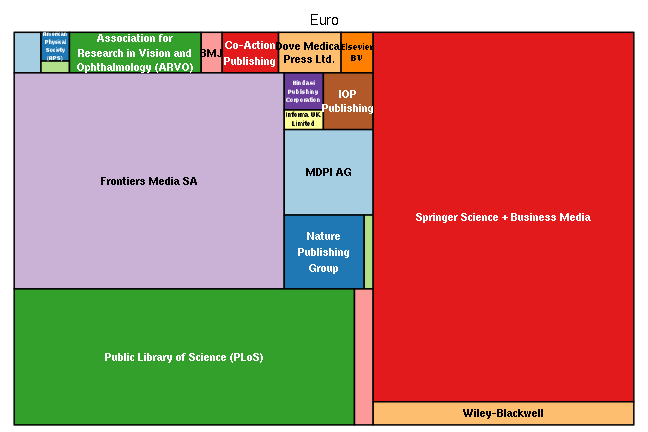 Euro
American
Physical
Society
(APS)
Association for
Research in Vision and
Ophthalmology (ARVO)
BMJ
Co-Action
Publishing
Dove Medical
Press Ltd.
Elsevier
BV
Hindawi
Publishing
Corporation
IOP
Publishing
Informa UK
Limited
Frontiers Media SA
MDPI AG
Springer Science + Business Media
Nature
Publishing
Group
Public Library of Science (PLoS)
Wiley-Blackwell